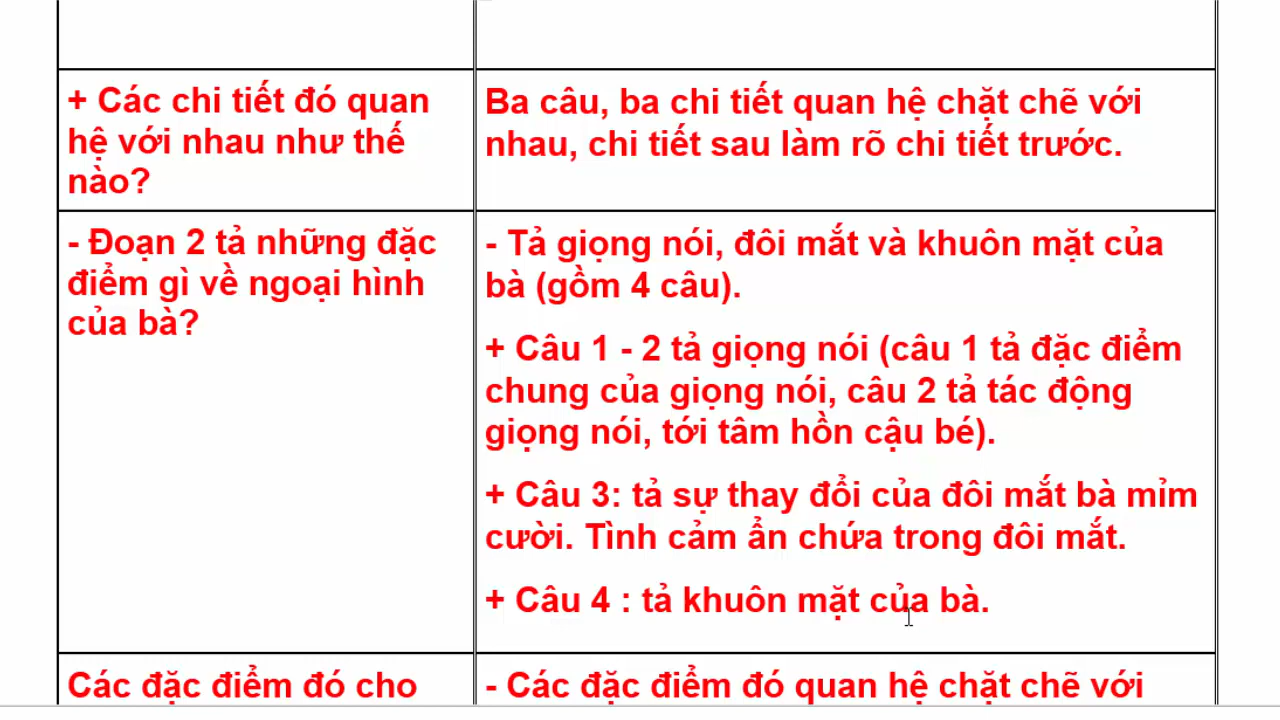 + Các chi tiết đó quan
hệ với nhau như thế
nào?
Ba câu, ba chi tiết quan hệ chặt chẽ với
nhau, chi tiết sau làm rõ chi tiết trước.
- Đoạn 2 tả những đặc
điểm gì về ngoại hình
của bà?
- Tả giọng nói, đôi mắt và khuôn mặt của
bà (gồm 4 câu).
+ Câu 1 - 2 tả giọng nói (câu 1 tả đặc điểm
chung của giọng nói, câu 2 tả tác động
giọng nói, tới tâm hồn cậu bé).
+ Câu 3: tả sự thay đổi của đôi mắt bà mỉm
cười. Tình cảm ẩn chứa trong đôi mắt.
+ Câu 4 : tả khuôn mặt của bà.
Các đặc điểm đó cho
- Các đặc điểm đó quan hệ chặt chẽ với